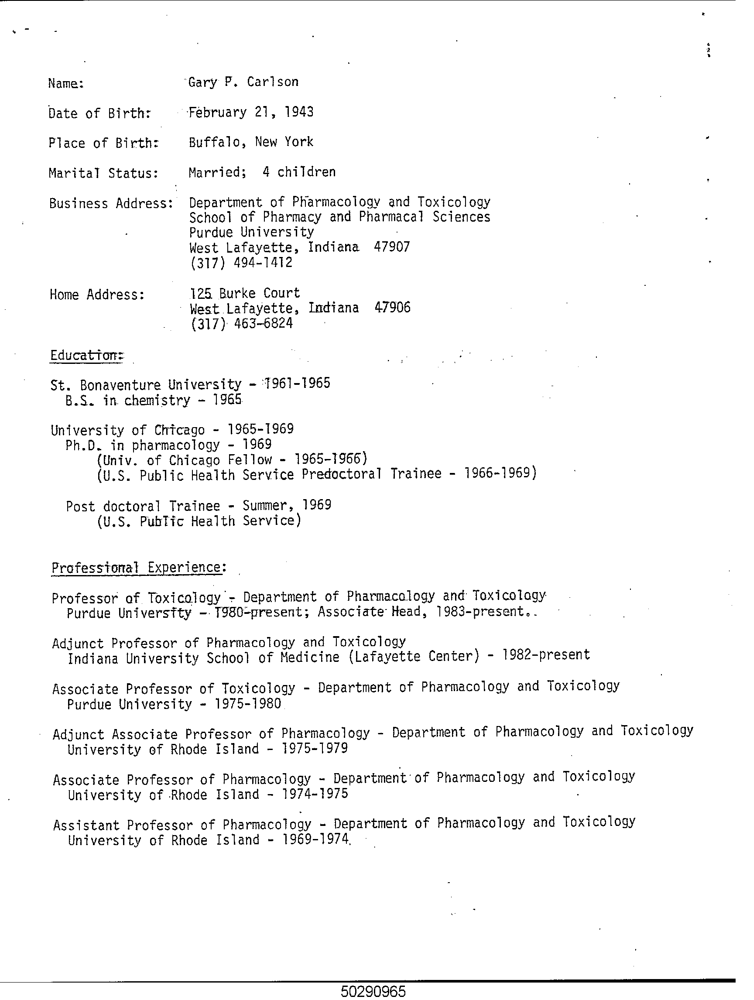 Name: Gary P. Carlson
Date of Birth: February 21, 1943
Place of Birth: Buffalo, New York
Marital Status: Married; 4 children
Business Address: Department of Pharmacology and Toxicology
School of Pharmacy and Pharmacal Sciences
Purdue University
West Lafayette, Indiana 47907
(317) 494-1412
Home Address: 125 Burke Court
West Lafayette, Indiana 47906
(317) 463-6824
Education:
St. Bonaventure University - 1961-1965
B.S. in chemistry - 1965
University of Chicago - 1965-1969
Ph.D. in pharmacology - 1969
(Univ. of Chicago Fellow - 1965-1966)
(U.S. Public Health Service Predoctoral Trainee - 1966-1969)
Post doctoral Trainee - Summer, 1969
(U.S. Public Health Service)
Professional Experience:
Professor of Toxicology - Department of Pharmacology and Toxicology
Purdue University - 1980-present; Associate Head, 1983-present.
Adjunct Professor of Pharmacology and Toxicology
Indiana University School of Medicine (Lafayette Center) - 1982-present
Associate Professor of Toxicology - Department of Pharmacology and Toxicology
Purdue University - 1975-1980
Adjunct Associate Professor of Pharmacology - Department of Pharmacology and Toxicology
University of Rhode Island - 1975-1979
Associate Professor of Pharmacology - Department of Pharmacology and Toxicology
University of Rhode Island - 1974-1975
Assistant Professor of Pharmacology - Department of Pharmacology and Toxicology
University of Rhode Island - 1969-1974.
50290965